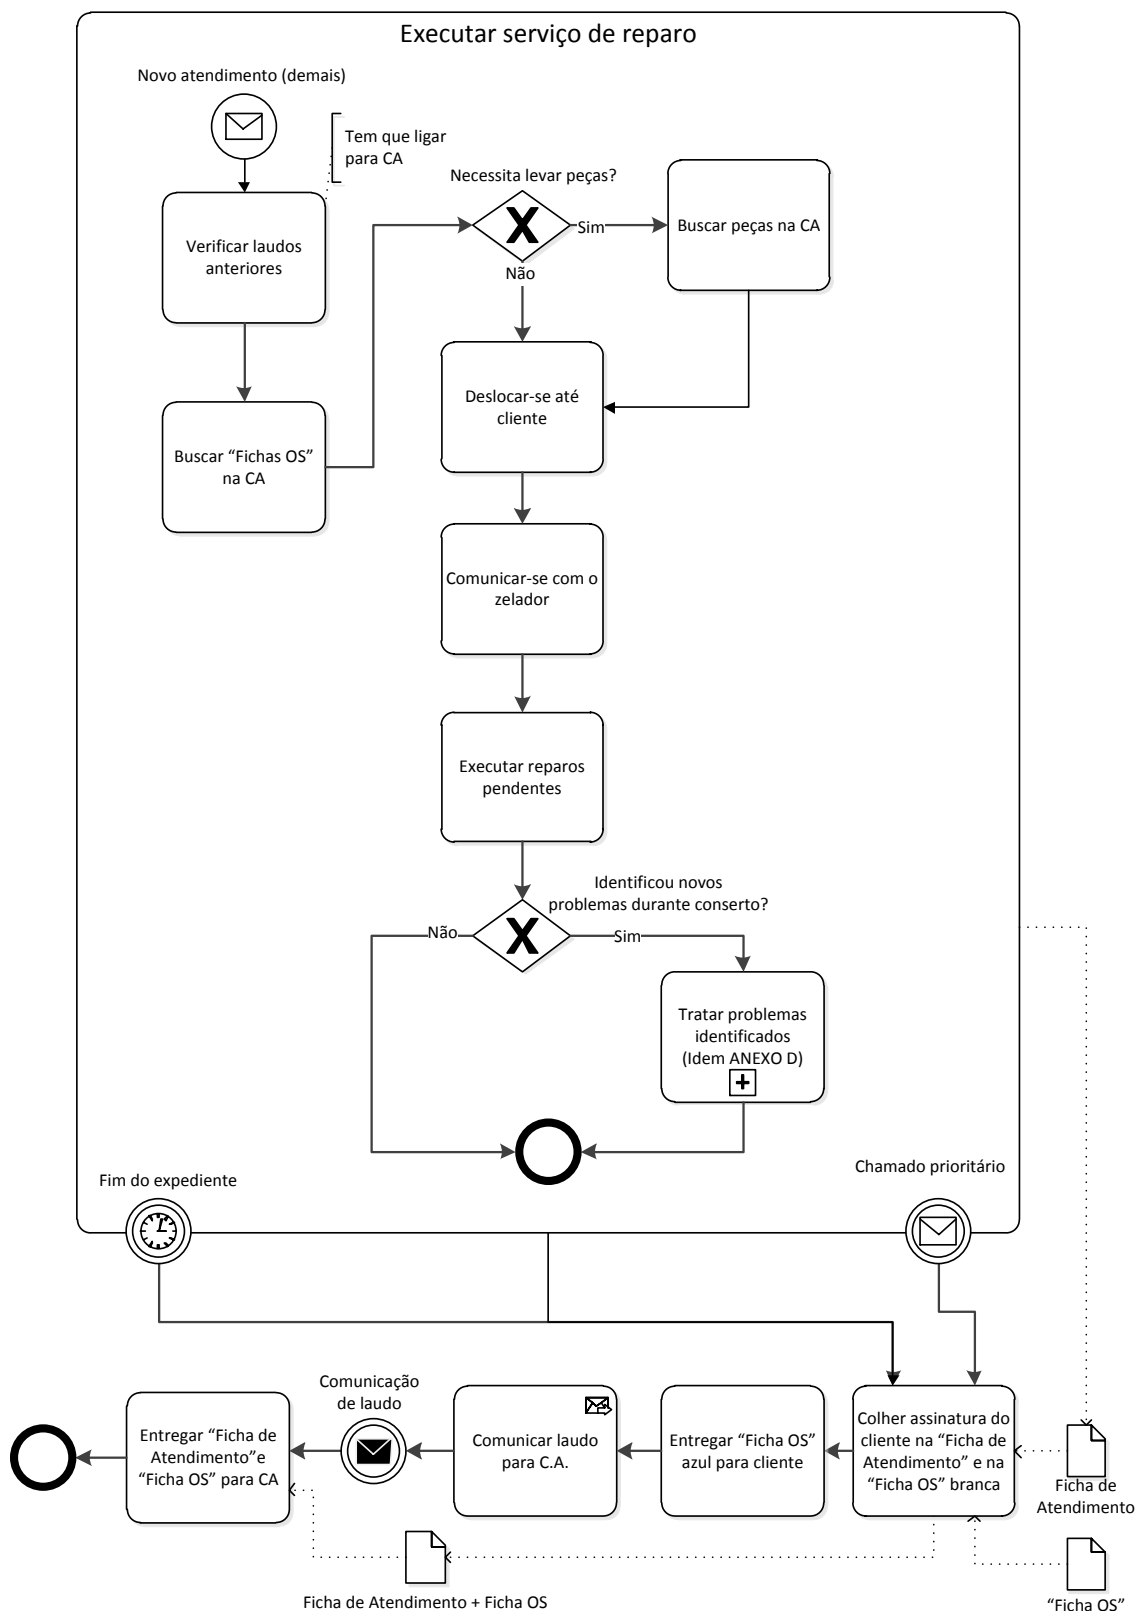 Executar serviço de reparo
Novo atendimento (demais)
Tem que ligar
para CA
Necessita levar peças?
Verificar laudos
anteriores
X
Sim
Buscar peças na CA
Não
Deslocar-se até
cliente
Buscar “Fichas OS”
na CA
Comunicar-se com o
zelador
Executar reparos
pendentes
Identificou novos
problemas durante conserto?
Não
X
Sim
Tratar problemas
identificados
(Idem ANEXO D)
Fim do expediente
Chamado prioritário
Comunicação
de laudo
Entregar “Ficha de
Atendimento”e
“Ficha OS” para CA
Comunicar laudo
para C.A.
Entregar “Ficha OS”
azul para cliente
Colher assinatura do
cliente na “Ficha de
Atendimento” e na
“Ficha OS” branca
Ficha de
Atendimento
Ficha de Atendimento + Ficha OS
“Ficha OS”